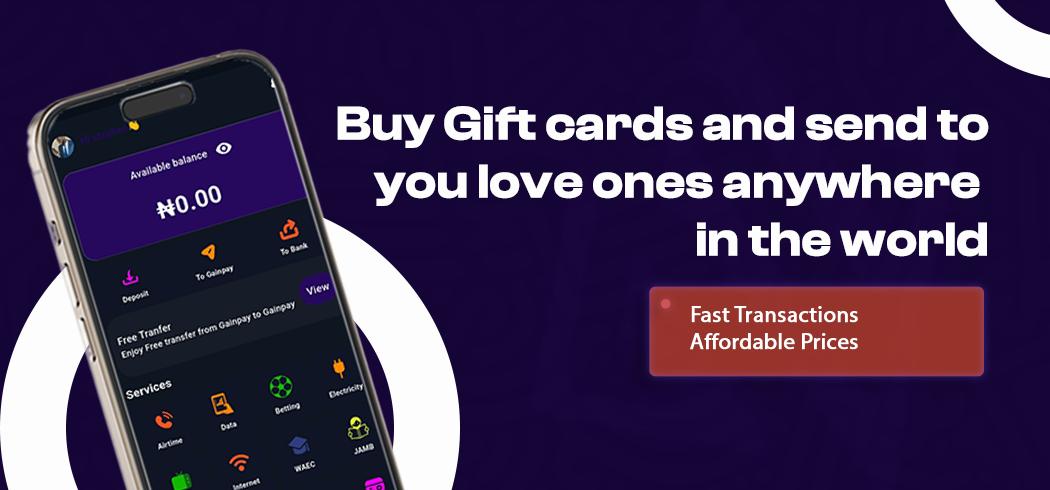 Buy Gift cards and send to
you love ones anywhere
in the world
Fast Transactions
Affordable Prices
Available balance
₦0.00
Deposit
To Gainpay
To Bank
Free Tranfer
Enjoy Free transfer from Gainpay to Gainpay
View
Services
Airtime
Data
Betting
Electricity
Internet
WAEC
JAMB